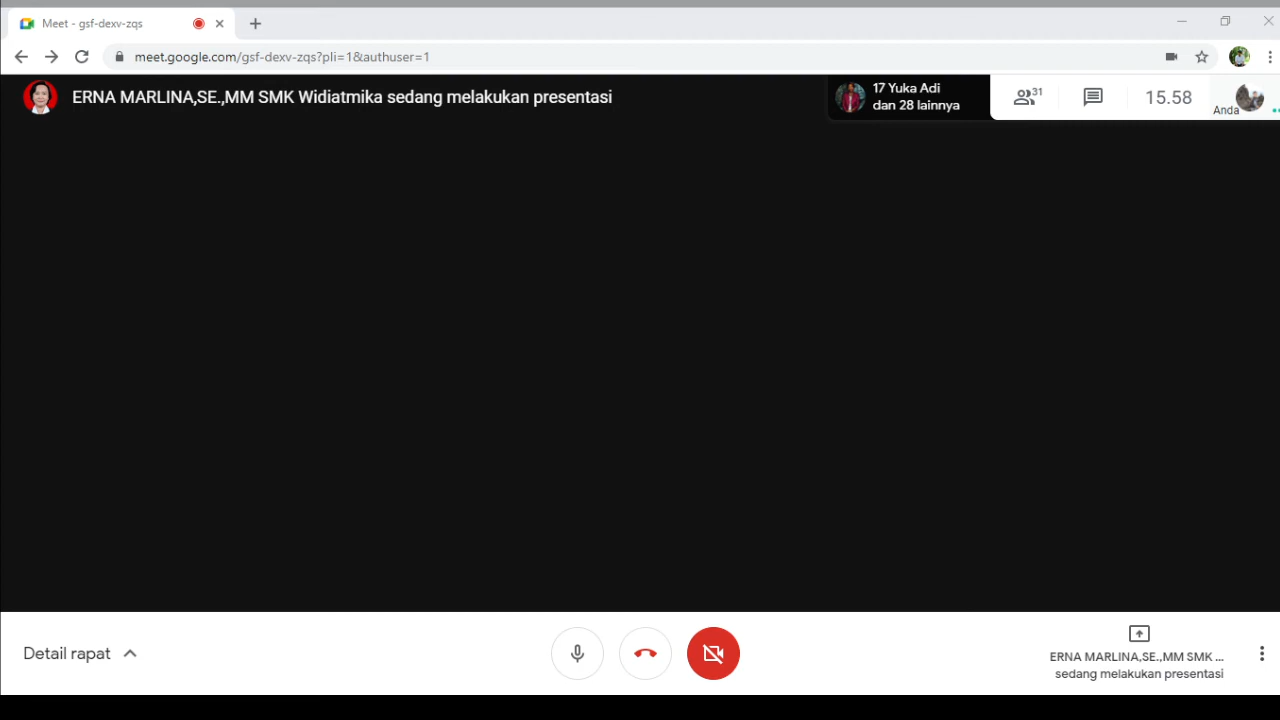 Meet - gsf-dexv-zqs
meet.google.com/gsf-dexv-zqs?pli=1&authuser=1
ERNA MARLINA,SE.,MM SMK Widiatmika sedang melakukan presentasi
17 Yuka Adi
dan 28 lainnya
31
15.58
Anda
Detail rapat
ERNA MARLINA,SE.,MM SMK ...
sedang melakukan presentasi